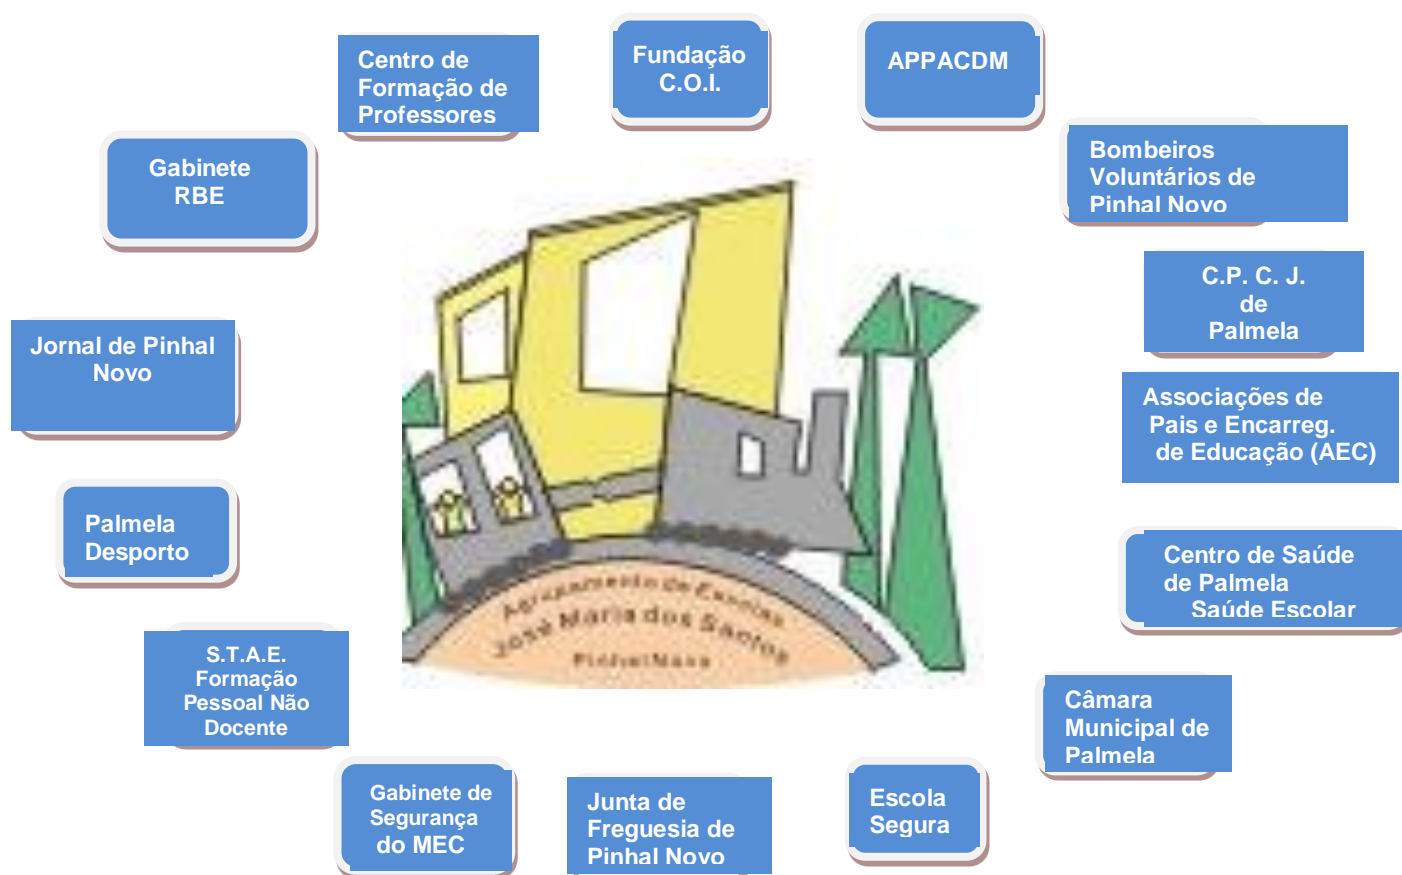 Centro de
Formação de
Professores
Fundação
C.O.I.
APPACDM
Bombeiros
Voluntários de
Pinhal Novo
Gabinete
RBE
C.P. C. J.
de
Palmela
Jornal de Pinhal
Novo
Associações de
Pais e Encarreg.
de Educação (AEC)
Palmela
Desporto
Centro de Saúde
de Palmela
Saúde Escolar
Agrupamento de Escolas
José Maria dos Santos
Pinhal Novo
S.T.A.E.
Formação
Pessoal Não
Docente
Câmara
Municipal de
Palmela
Gabinete de
Segurança
do MEC
Junta de
Freguesia de
Pinhal Novo
Escola
Segura